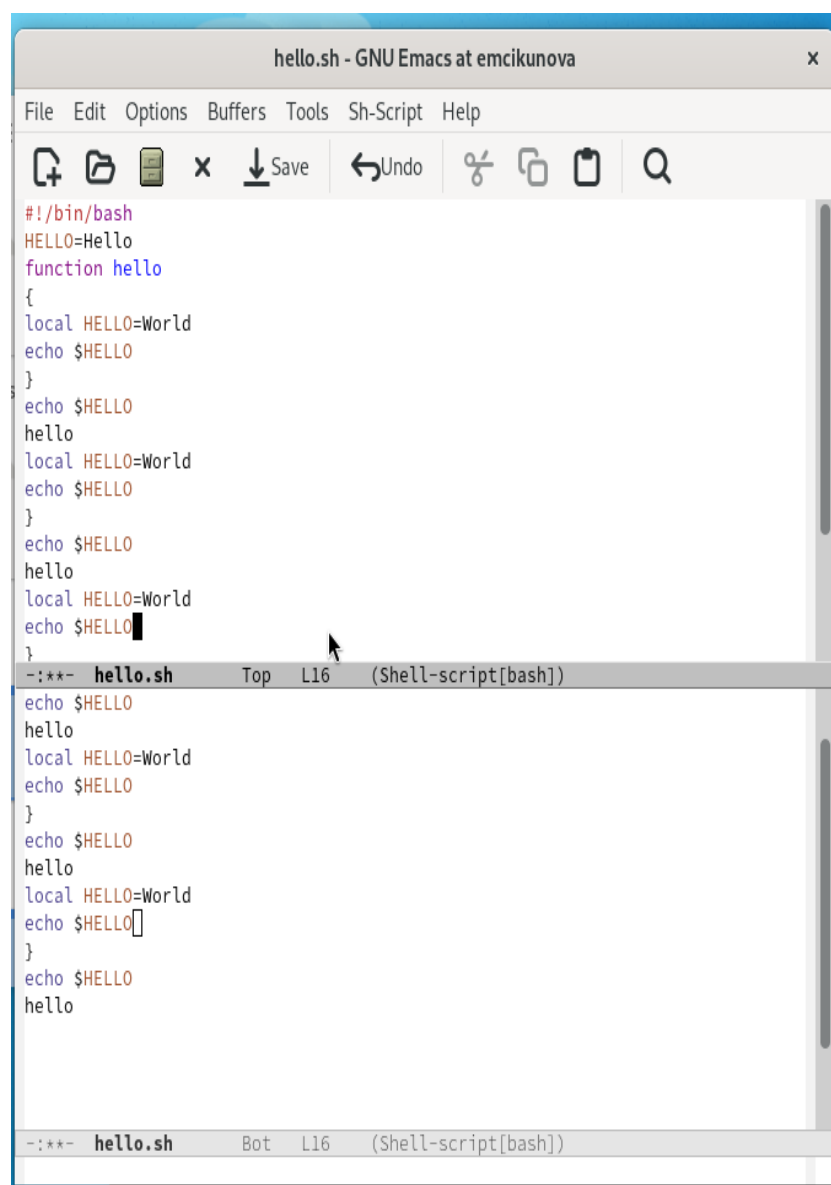 hello.sh - GNU Emacs at emcikunova ×
File Edit Options Buffers Tools Sh-Script Help
Save Undo
#!/bin/bash
HELLO=Hello
function hello
{
local HELLO=World
echo $HELLO
}
echo $HELLO
hello
local HELLO=World
echo $HELLO
}
echo $HELLO
hello
local HELLO=World
echo $HELLO
}
-:**- hello.sh Top L16 (Shell-script[bash])
echo $HELLO
hello
local HELLO=World
echo $HELLO
}
echo $HELLO
hello
local HELLO=World
echo $HELLO
}
echo $HELLO
hello
-:**- hello.sh Bot L16 (Shell-script[bash])